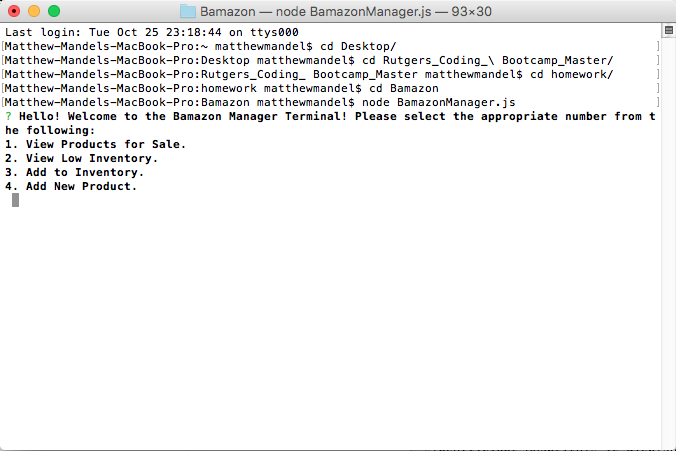 Bamazon — node BamazonManager.js — 93×30
Last login: Tue Oct 25 23:18:44 on ttys000
[Matthew-Mandels-MacBook-Pro:~ matthewmandel$ cd Desktop/ ]
[Matthew-Mandels-MacBook-Pro:Desktop matthewmandel$ cd Rutgers_Coding_\ Bootcamp_Master/ ]
[Matthew-Mandels-MacBook-Pro:Rutgers_Coding_ Bootcamp_Master matthewmandel$ cd homework/ ]
[Matthew-Mandels-MacBook-Pro:homework matthewmandel$ cd Bamazon ]
[Matthew-Mandels-MacBook-Pro:Bamazon matthewmandel$ node BamazonManager.js ]
? Hello! Welcome to the Bamazon Manager Terminal! Please select the appropriate number from t
he following:
1. View Products for Sale.
2. View Low Inventory.
3. Add to Inventory.
4. Add New Product.